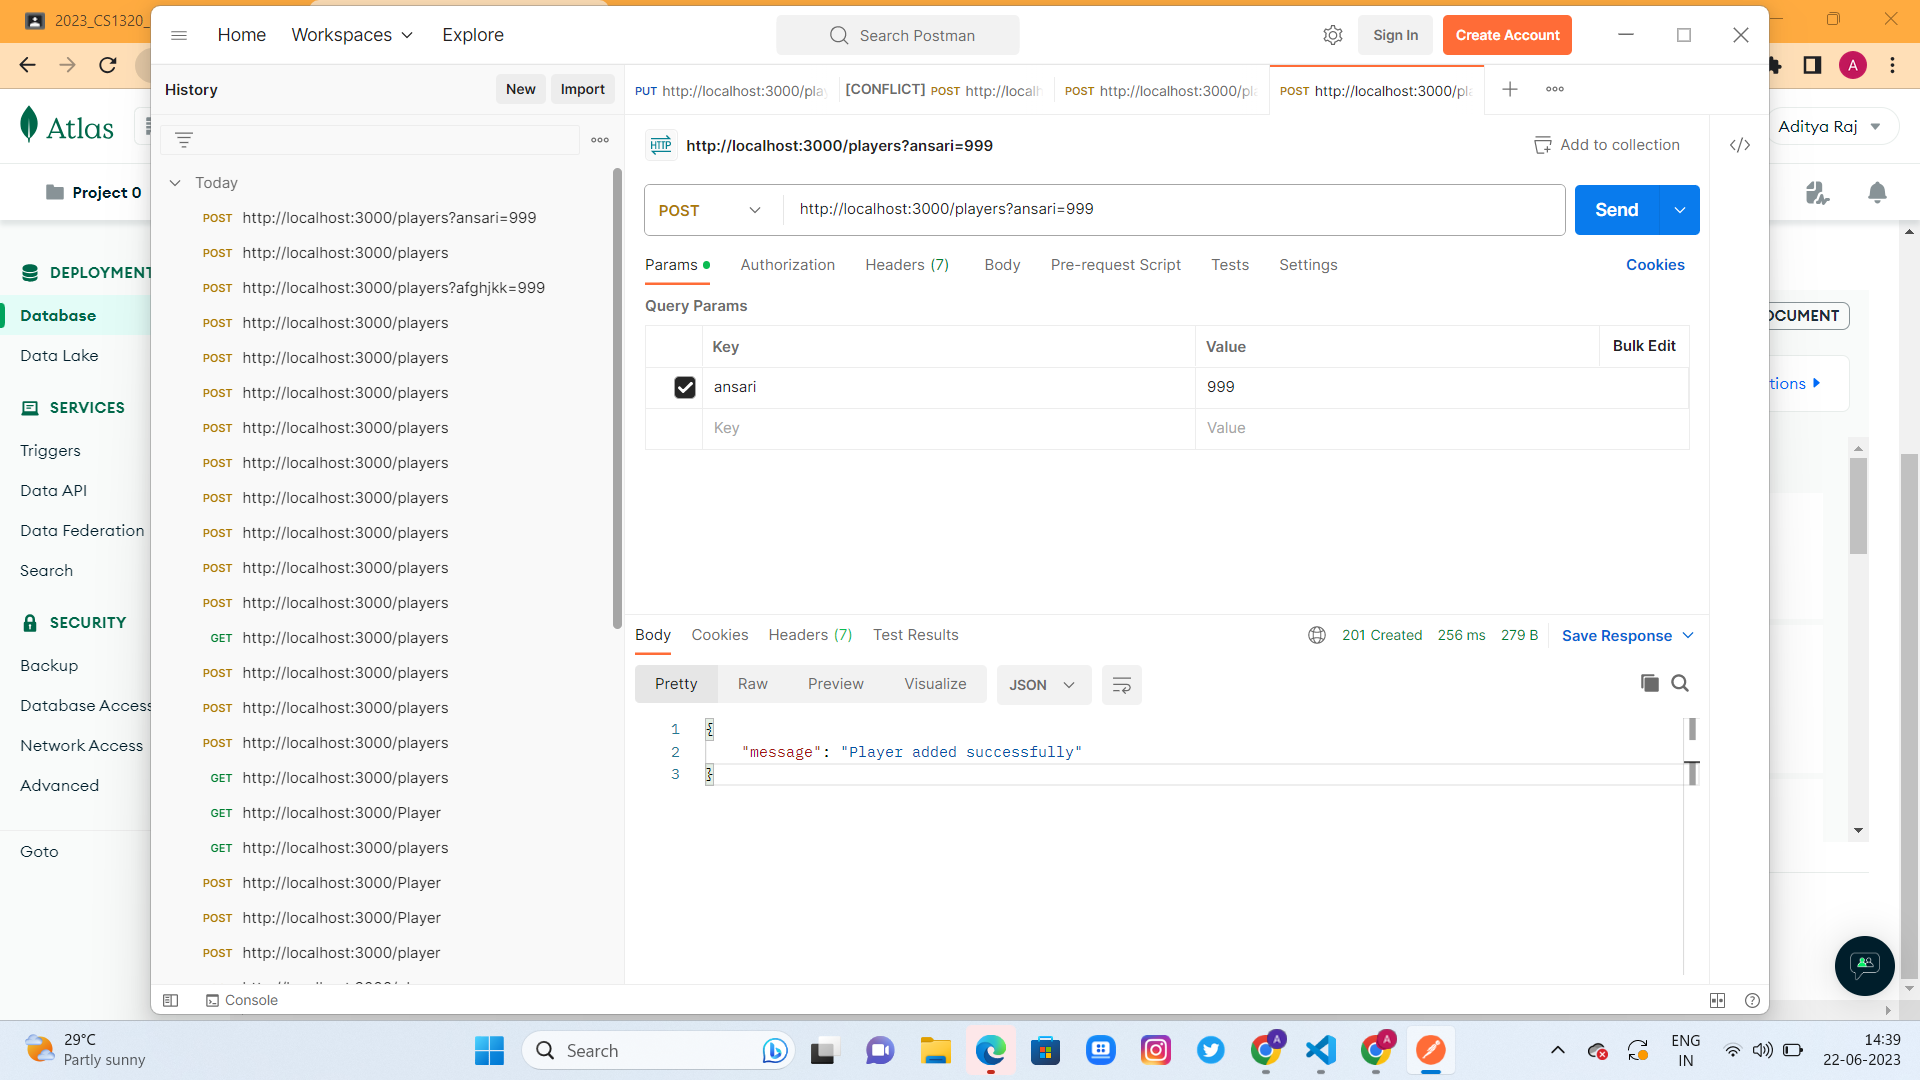 2023_CS1320_
Home
Workspaces
Explore
Search Postman
Sign In
Create Account
A
Atlas
Aditya Raj
Project 0
DEPLOYMENT
Database
Data Lake
SERVICES
Triggers
Data API
Data Federation
Search
SECURITY
Backup
Database Access
Network Access
Advanced
Goto
History
New
Import
Today
POST http://localhost:3000/players?ansari=999
POST http://localhost:3000/players
POST http://localhost:3000/players?afghjkk=999
POST http://localhost:3000/players
POST http://localhost:3000/players
POST http://localhost:3000/players
POST http://localhost:3000/players
POST http://localhost:3000/players
POST http://localhost:3000/players
POST http://localhost:3000/players
POST http://localhost:3000/players
POST http://localhost:3000/players
GET http://localhost:3000/players
POST http://localhost:3000/players
POST http://localhost:3000/players
POST http://localhost:3000/players
GET http://localhost:3000/players
GET http://localhost:3000/Player
GET http://localhost:3000/players
POST http://localhost:3000/Player
POST http://localhost:3000/Player
POST http://localhost:3000/player
Console
PUT http://localhost:3000/play
[CONFLICT] POST http://localh
POST http://localhost:3000/pl
POST http://localhost:3000/pl
HTTP
http://localhost:3000/players?ansari=999
Add to collection
POST
http://localhost:3000/players?ansari=999
Send
Params
Authorization
Headers (7)
Body
Pre-request Script
Tests
Settings
Cookies
Query Params
Key
Value
Bulk Edit
ansari
999
Key
Value
OCUMENT
tions
Body
Cookies
Headers (7)
Test Results
201 Created
256 ms
279 B
Save Response
Pretty
Raw
Preview
Visualize
JSON
1 {
2 "message": "Player added successfully"
3 }
29°C
Partly sunny
Search
A
A
ENG
IN
14:39
22-06-2023